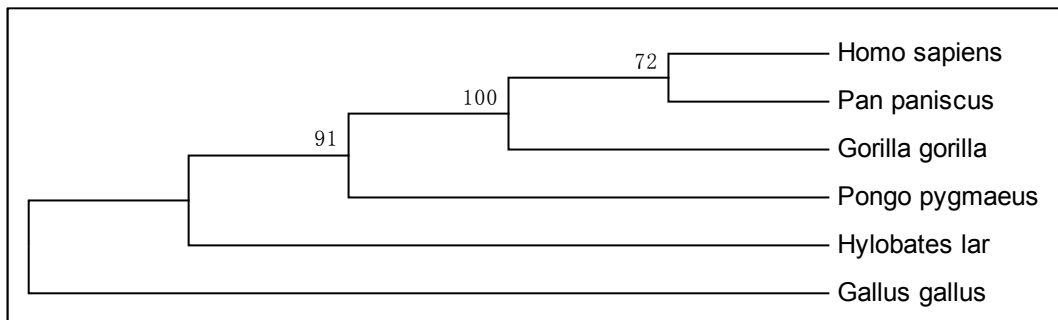 Homo sapiens
72
Pan paniscus
100
Gorilla gorilla
91
Pongo pygmaeus
Hylobates lar
Gallus gallus